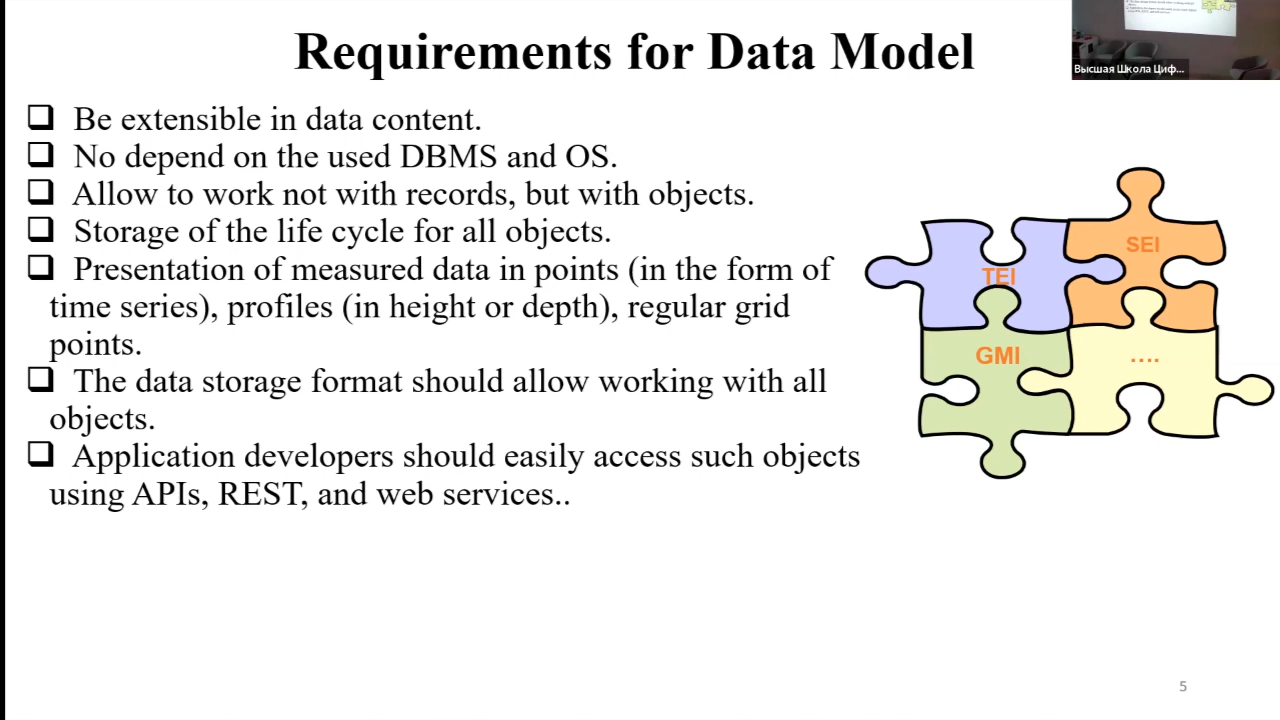 Requirements for Data Model
Высшая Школа Циф...
Be extensible in data content.
No depend on the used DBMS and OS.
Allow to work not with records, but with objects.
Storage of the life cycle for all objects.
Presentation of measured data in points (in the form of
time series), profiles (in height or depth), regular grid
points.
The data storage format should allow working with all
objects.
Application developers should easily access such objects
using APIs, REST, and web services..
SEI
TEI
GMI
....
5